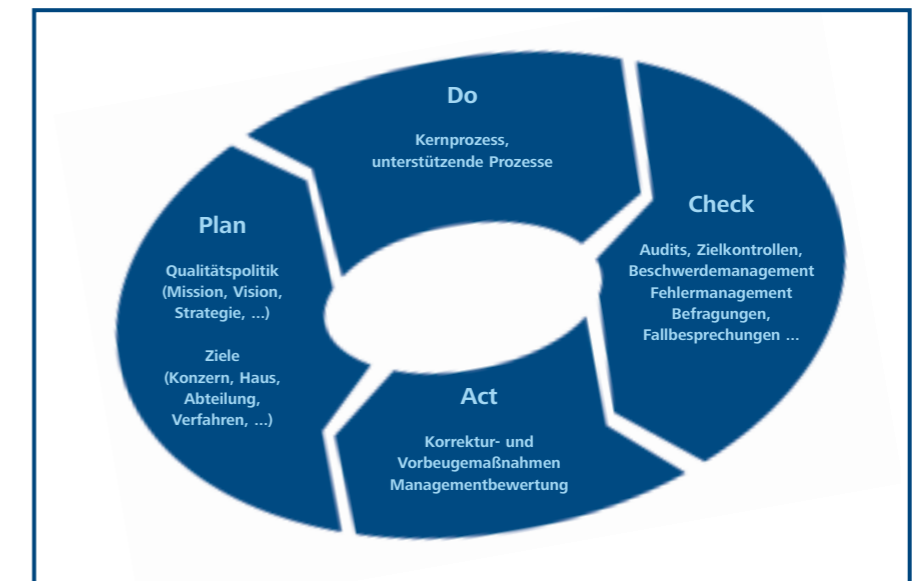 Do
Kernprozess,
unterstützende Prozesse
Check
Audits, Zielkontrollen,
Beschwerdemanagement
Fehlermanagement
Befragungen,
Fallbesprechungen ...
Act
Korrektur- und
Vorbeugemaßnahmen
Managementbewertung
Plan
Qualitätspolitik
(Mission, Vision,
Strategie, ...)
Ziele
(Konzern, Haus,
Abteilung,
Verfahren, ...)